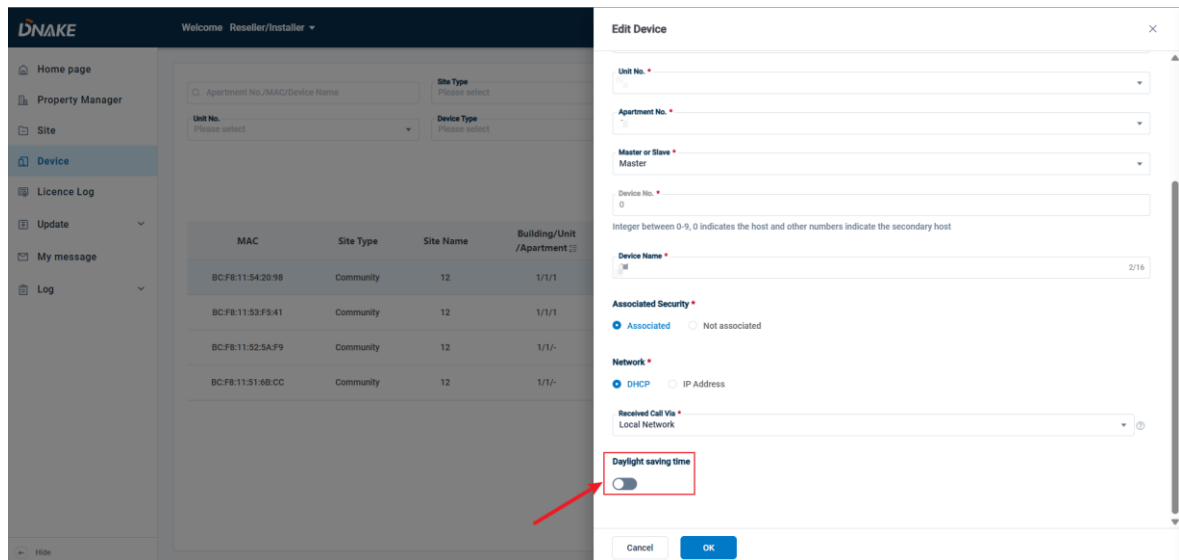 DNAKE
Welcome Reseller/Installer
Home page
Property Manager
Site
Device
Licence Log
Update
My message
Log
Hide
Apartment No./MAC/Device Name
Site Type
Please select
Unit No.
Please select
Device Type
Please select
MAC Site Type Site Name Building/Unit
/Apartment
BC:F8:11:54:20:98 Community 12 1/1/1
BC:F8:11:53:F5:41 Community 12 1/1/1
BC:F8:11:52:5A:F9 Community 12 1/1/-
BC:F8:11:51:6B:CC Community 12 1/1/-
Edit Device
Unit No. *
Apartment No. *
Master or Slave *
Master
Device No. *
0
Integer between 0-9, 0 indicates the host and other numbers indicate the secondary host
Device Name *
2/16
Associated Security *
Associated Not associated
Network *
DHCP IP Address
Received Call Via *
Local Network
Daylight saving time
Cancel OK